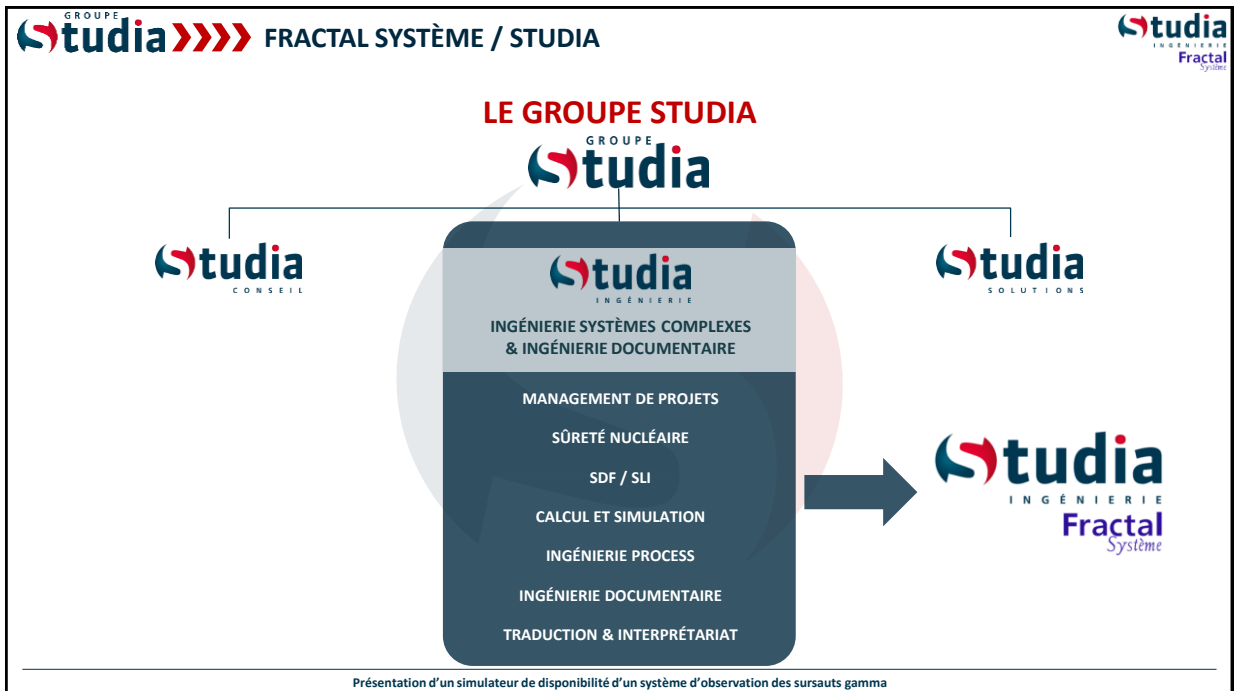 GROUPE
Studia
FRACTAL SYSTÈME / STUDIA
Studia
INGÉNIERIE
Fractal
Système
LE GROUPE STUDIA
GROUPE
Studia
Studia
CONSEIL
Studia
INGÉNIERIE
INGÉNIERIE SYSTÈMES COMPLEXES
& INGÉNIERIE DOCUMENTAIRE
MANAGEMENT DE PROJETS
SÛRETÉ NUCLÉAIRE
SDF / SLI
CALCUL ET SIMULATION
INGÉNIERIE PROCESS
INGÉNIERIE DOCUMENTAIRE
TRADUCTION & INTERPRÉTARIAT
Studia
SOLUTIONS
Studia
INGÉNIERIE
Fractal
Système
Présentation d'un simulateur de disponibilité d'un système d'observation des sursauts gamma